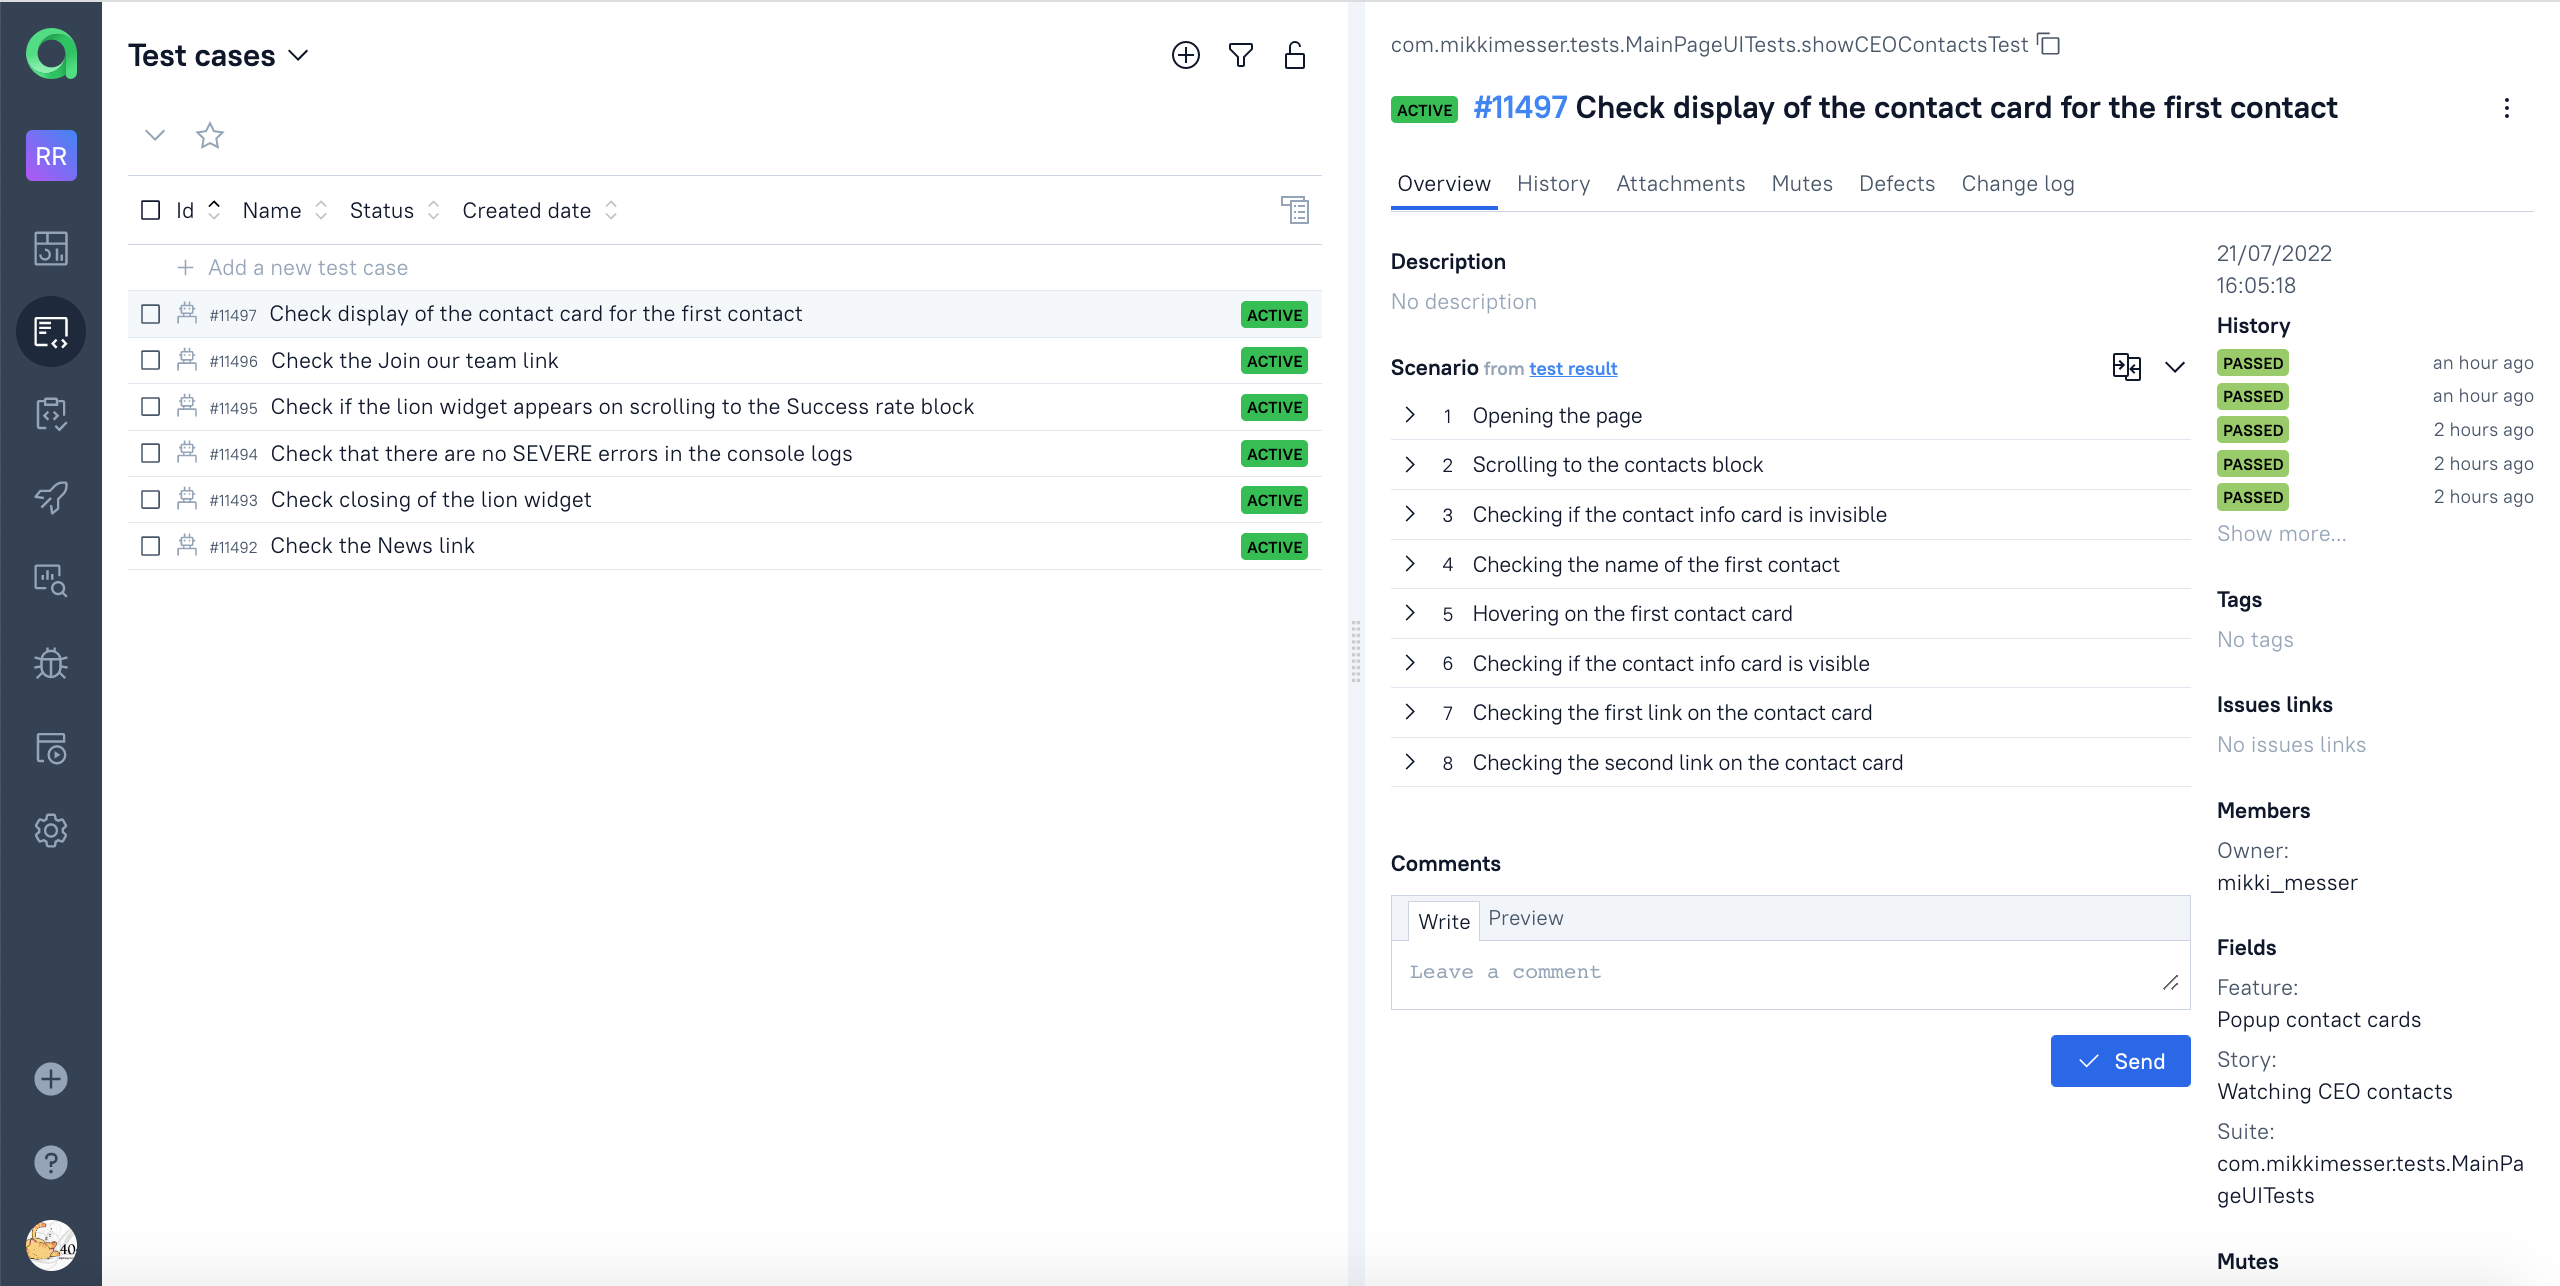 RR
40
Test cases
Id Name Status Created date
+ Add a new test case
#11497 Check display of the contact card for the first contact ACTIVE
#11496 Check the Join our team link ACTIVE
#11495 Check if the lion widget appears on scrolling to the Success rate block ACTIVE
#11494 Check that there are no SEVERE errors in the console logs ACTIVE
#11493 Check closing of the lion widget ACTIVE
#11492 Check the News link ACTIVE
com.mikkimesser.tests.MainPageUITests.showCEOContactsTest
ACTIVE #11497 Check display of the contact card for the first contact
Overview History Attachments Mutes Defects Change log
Description
No description
Scenario from test result
1 Opening the page
2 Scrolling to the contacts block
3 Checking if the contact info card is invisible
4 Checking the name of the first contact
5 Hovering on the first contact card
6 Checking if the contact info card is visible
7 Checking the first link on the contact card
8 Checking the second link on the contact card
Comments
Write Preview
Leave a comment
Send
21/07/2022
16:05:18
History
PASSED an hour ago
PASSED an hour ago
PASSED 2 hours ago
PASSED 2 hours ago
PASSED 2 hours ago
Show more...
Tags
No tags
Issues links
No issues links
Members
Owner:
mikki_messer
Fields
Feature:
Popup contact cards
Story:
Watching CEO contacts
Suite:
com.mikkimesser.tests.MainPa
geUITests
Mutes